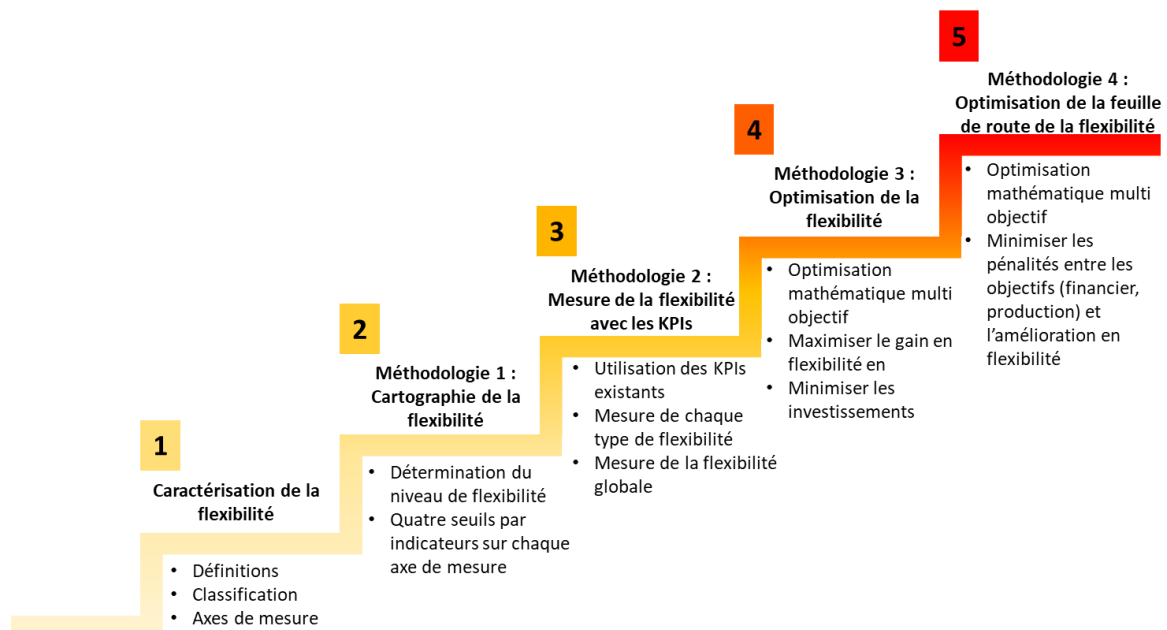 1
Caractérisation de la
flexibilité
• Définitions
• Classification
• Axes de mesure
2
Méthodologie 1 :
Cartographie de la
flexibilité
• Détermination du
niveau de flexibilité
• Quatre seuils par
indicateurs sur chaque
axe de mesure
3
Méthodologie 2 :
Mesure de la flexibilité
avec les KPIs
• Utilisation des KPIs
existants
• Mesure de chaque
type de flexibilité
• Mesure de la flexibilité
globale
4
Méthodologie 3 :
Optimisation de la
flexibilité
• Optimisation
mathématique multi
objectif
• Maximiser le gain en
flexibilité en
• Minimiser les
investissements
5
Méthodologie 4 :
Optimisation de la feuille
de route de la flexibilité
• Optimisation
mathématique multi
objectif
• Minimiser les
pénalités entre les
objectifs (financier,
production) et
l’amélioration en
flexibilité